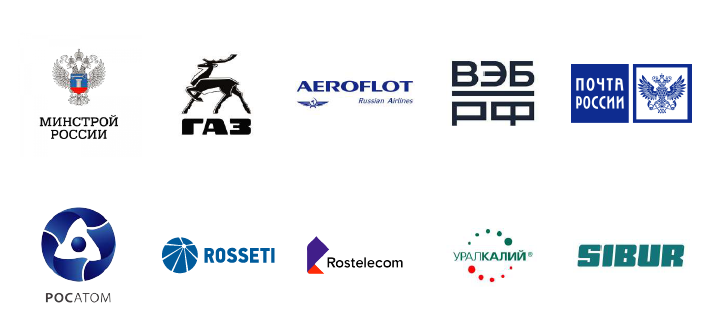 МИНСТРОЙ
РОССИИ
ГАЗ
AEROFLOT
Russian Airlines
ВЭБ
РФ
ПОЧТА
РОССИИ
РОСАТОМ
ROSSETI
Rostelecom
УРАЛКАЛИЙ®
SIBUR